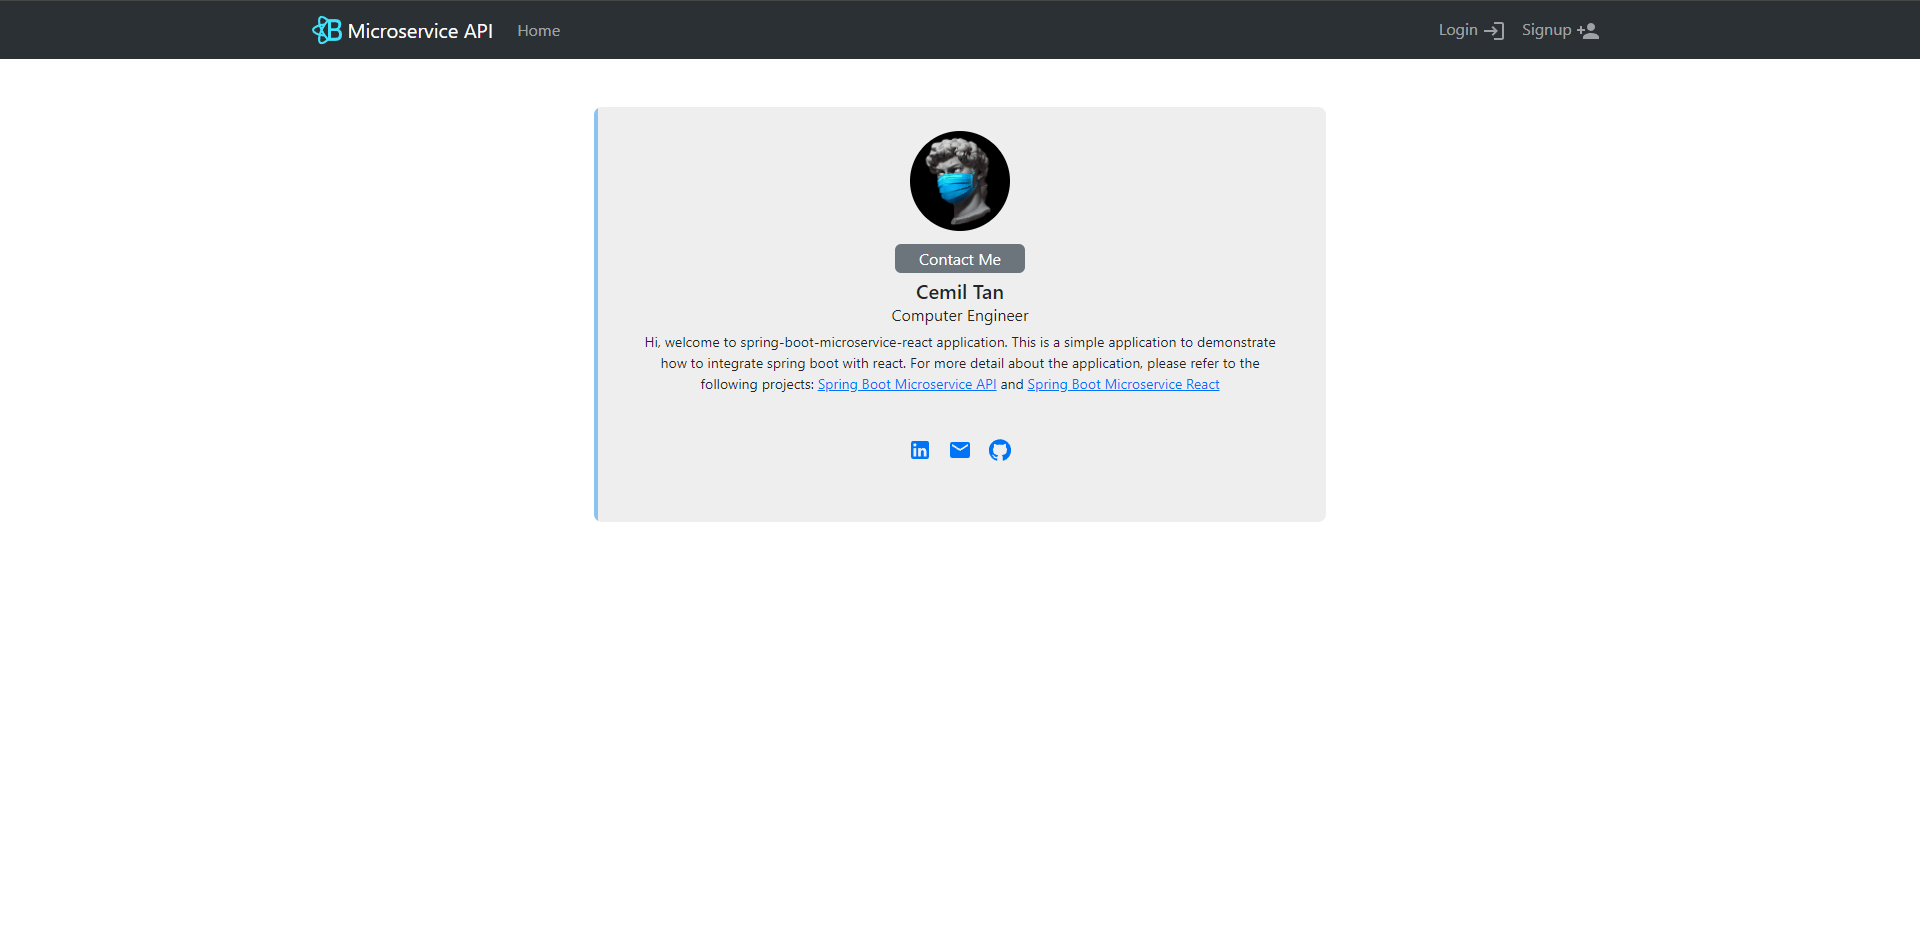 Microservice API Home Login Signup
Contact Me
Cemil Tan
Computer Engineer
Hi, welcome to spring-boot-microservice-react application. This is a simple application to demonstrate
how to integrate spring boot with react. For more detail about the application, please refer to the
following projects: Spring Boot Microservice API and Spring Boot Microservice React